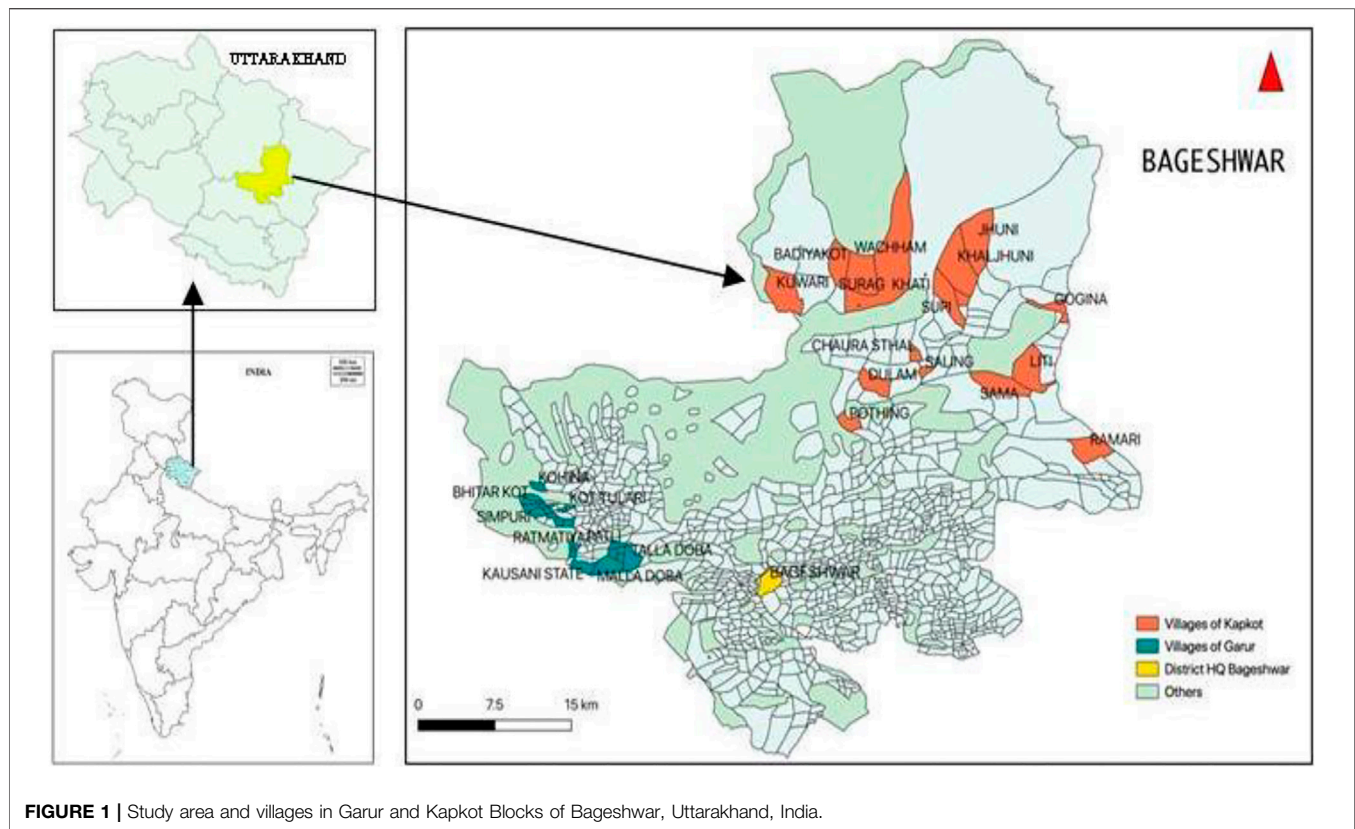 UTTARAKHAND
INDIA
BAGESHWAR
JHUNI
WACHHAM
BADIYAKOT
KHALJHUNI
KUWARI
SURAG
KHATI
SUPI
GOGINA
CHAURA STHAL
SALING
LITI
DULAM
SAMA
POTHING
RAMARI
KOHINA
BHITAR KOT
KOT TULARI
SIMPURI
RATMATIYA
PATLI
TALLA DOBA
KAUSANI STATE
MALLA DOBA
BAGESHWAR
Villages of Kapkot
Villages of Garur
District HQ Bageshwar
Others
0 7.5 15 km
FIGURE 1 | Study area and villages in Garur and Kapkot Blocks of Bageshwar, Uttarakhand, India.